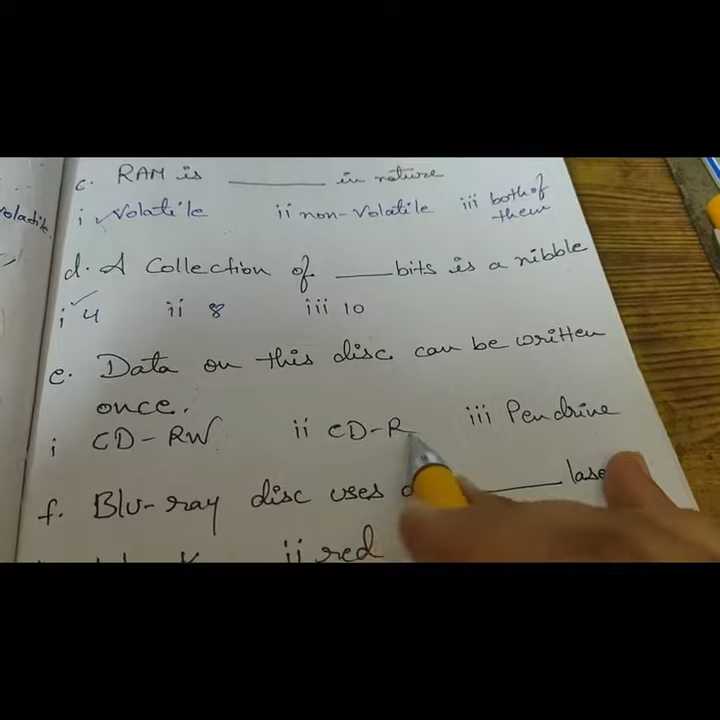 c. RAM is ______ in nature
i ✓ Volatile ii non-volatile iii both of them
d. A Collection of ____ bits is a nibble
i ✓ 4 ii 8 iii 10
e. Data on this disc can be written
once.
i CD-RW ii CD-R iii Pendrine
f. Blu-ray disc uses ______ lase
ii red